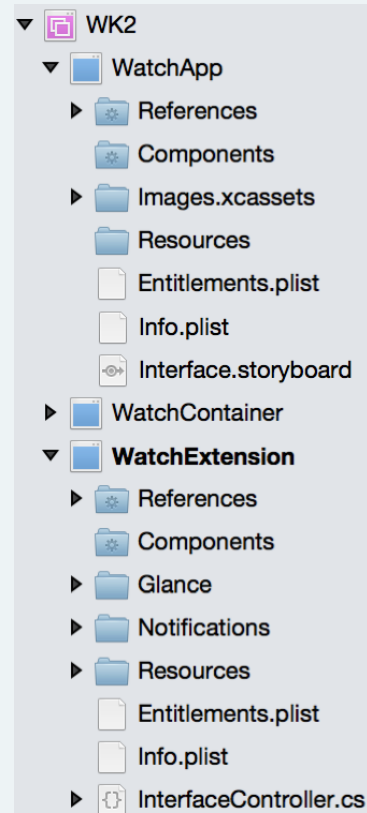 WK2
WatchApp
References
Components
Images.xcassets
Resources
Entitlements.plist
Info.plist
Interface.storyboard
WatchContainer
WatchExtension
References
Components
Glance
Notifications
Resources
Entitlements.plist
Info.plist
InterfaceController.cs